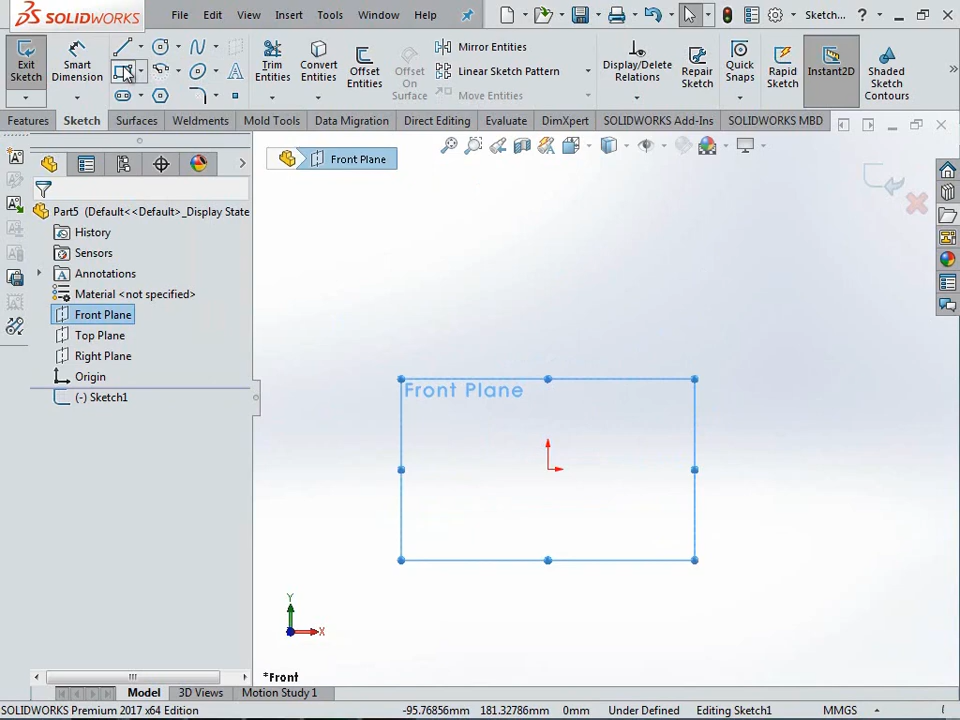 SOLIDWORKS
File Edit View Insert Tools Window Help
Sketch...
?
Exit Sketch
Smart Dimension
Trim Entities
Convert Entities
Offset Entities
Offset On Surface
Mirror Entities
Linear Sketch Pattern
Move Entities
Display/Delete Relations
Repair Sketch
Quick Snaps
Rapid Sketch
Instant2D
Shaded Sketch Contours
Features Sketch Surfaces Weldments Mold Tools Data Migration Direct Editing Evaluate DimXpert SOLIDWORKS Add-Ins SOLIDWORKS MBD
Front Plane
Part5 (Default<<Default>_Display State
History
Sensors
Annotations
Material <not specified>
Front Plane
Top Plane
Right Plane
Origin
(-) Sketch1
Front Plane
Y
X
*Front
Model 3D Views Motion Study 1
SOLIDWORKS Premium 2017 x64 Edition -95.76856mm 181.32786mm 0mm Under Defined Editing Sketch1 MMGS